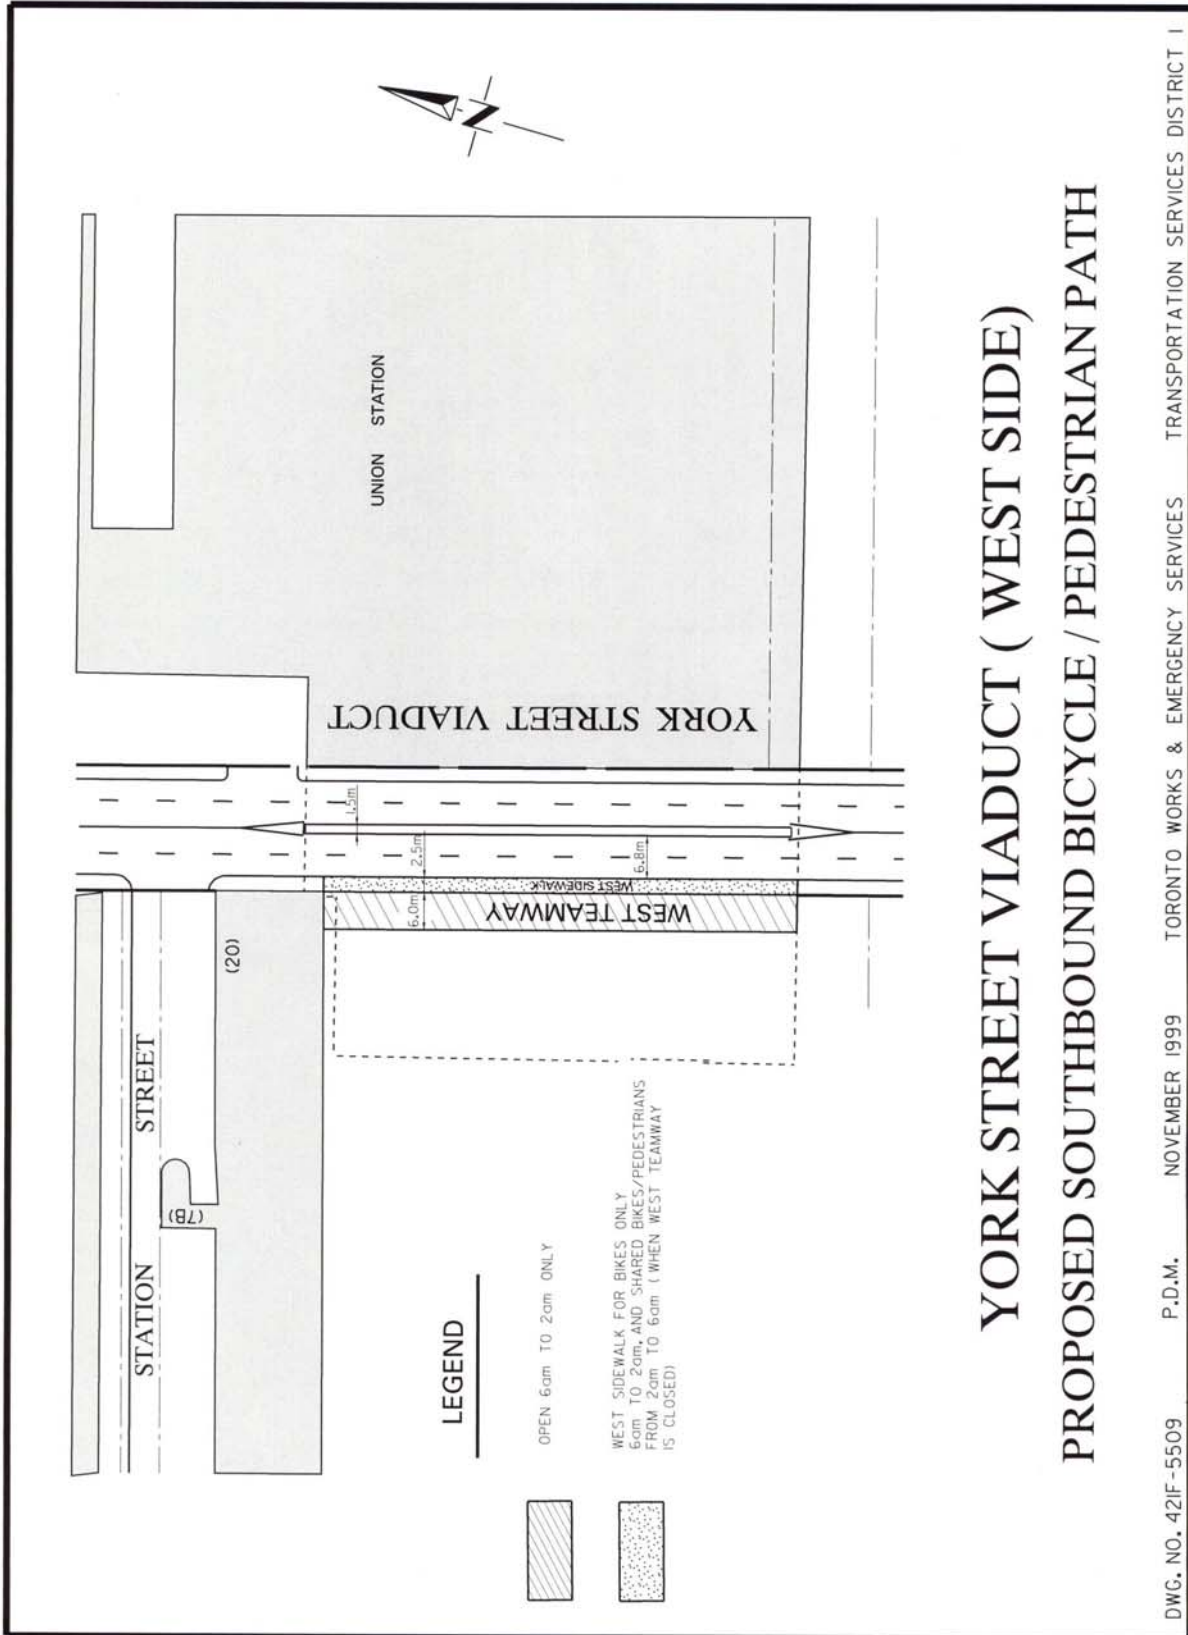 N
UNION STATION
YORK STREET VIADUCT
1.5m
2.5m
6.8m
6.0m
WEST SIDEWALK
WEST TEAMWAY
(20)
STATION STREET
(7B)
LEGEND
OPEN 6am TO 2am ONLY
WEST SIDEWALK FOR BIKES ONLY
6am TO 2am, AND SHARED BIKES/PEDESTRIANS
FROM 2am TO 6am ( WHEN WEST TEAMWAY
IS CLOSED)
YORK STREET VIADUCT ( WEST SIDE)
PROPOSED SOUTHBOUND BICYCLE / PEDESTRIAN PATH
DWG. NO. 421F-5509 P.D.M. NOVEMBER 1999 TORONTO WORKS & EMERGENCY SERVICES TRANSPORTATION SERVICES DISTRICT 1